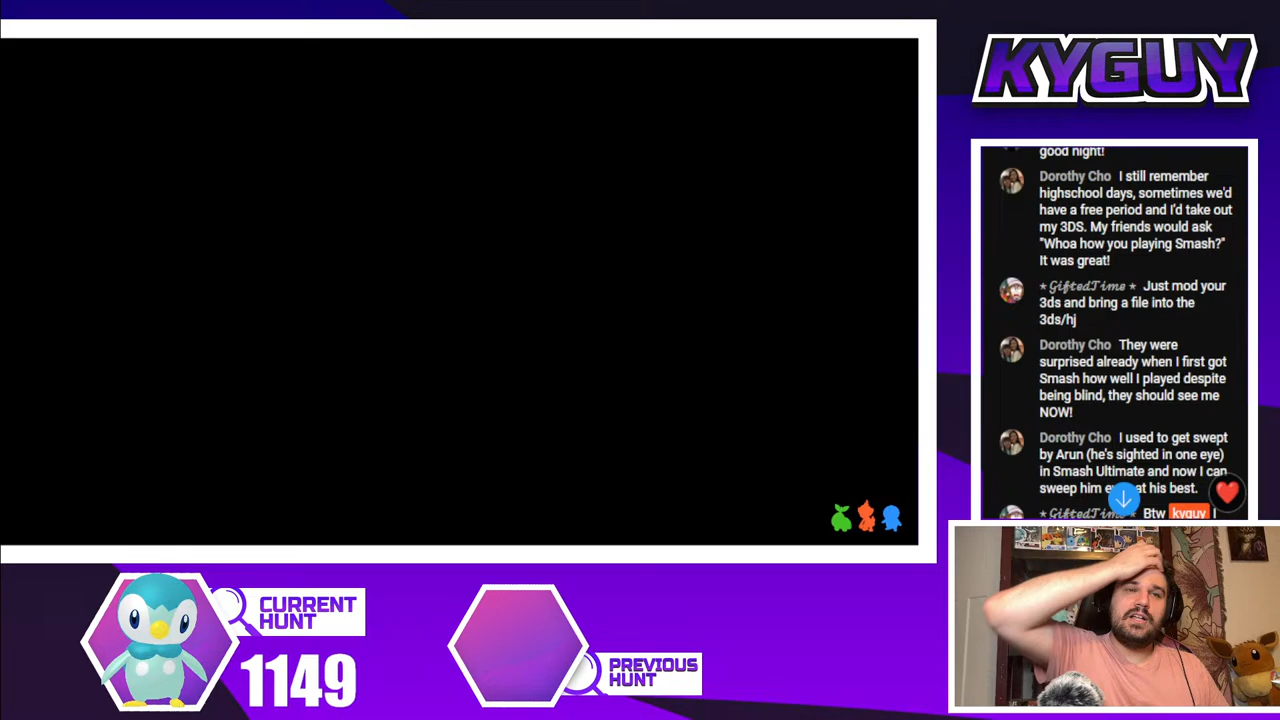 KYGUY
good night!
Dorothy Cho I still remember
highschool days, sometimes we'd
have a free period and I'd take out
my 3DS. My friends would ask
"Whoa how you playing Smash?"
It was great!
⋆ 𝓖𝓲𝓯𝓽𝓮𝓭𝓣𝓲𝓶𝓮 ⋆ Just mod your
3ds and bring a file into the
3ds/hj
Dorothy Cho They were
surprised already when I first got
Smash how well I played despite
being blind, they should see me
NOW!
Dorothy Cho I used to get swept
by Arun (he's sighted in one eye)
in Smash Ultimate and now I can
sweep him at his best.
⋆ 𝓖𝓲𝓯𝓽𝓮𝓭𝓣𝓲𝓶𝓮 ⋆ Btw kyguy I
CURRENT
HUNT
1149
PREVIOUS
HUNT